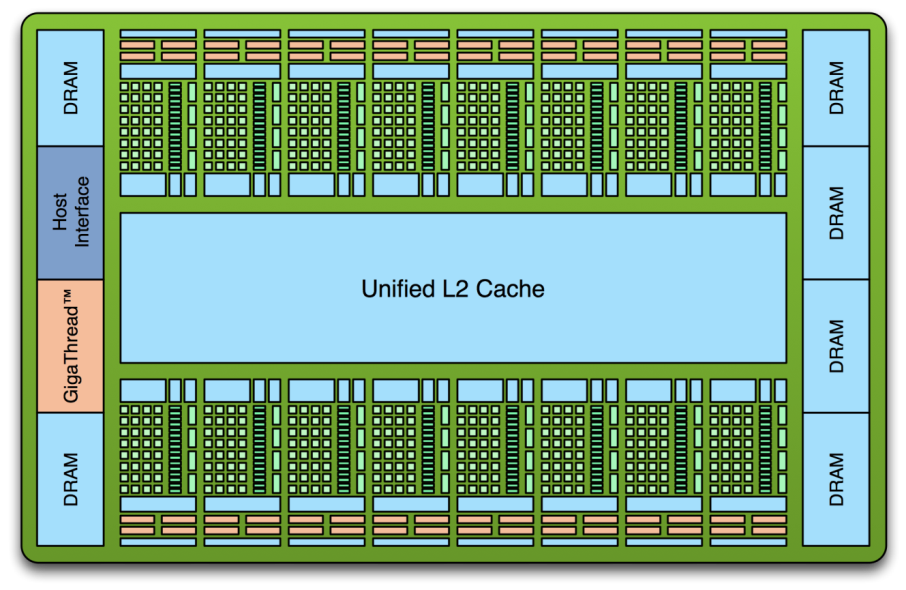 DRAM
Host
Interface
GigaThread™
DRAM
Unified L2 Cache
DRAM
DRAM
DRAM
DRAM